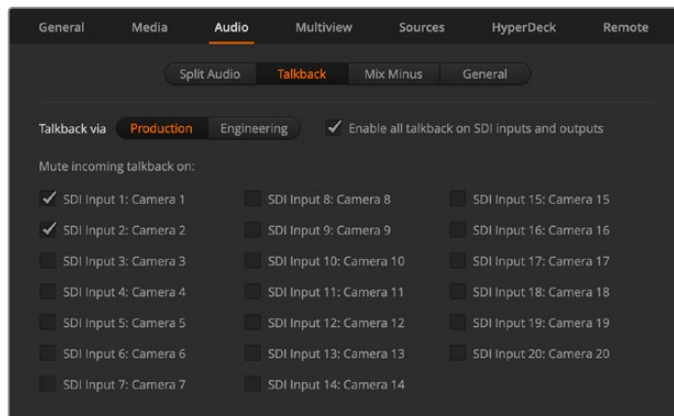 General Media Audio Multiview Sources HyperDeck Remote
Split Audio Talkback Mix Minus General
Talkback via Production Engineering Enable all talkback on SDI inputs and outputs
Mute incoming talkback on:
SDI Input 1: Camera 1 SDI Input 8: Camera 8 SDI Input 15: Camera 15
SDI Input 2: Camera 2 SDI Input 9: Camera 9 SDI Input 16: Camera 16
SDI Input 3: Camera 3 SDI Input 10: Camera 10 SDI Input 17: Camera 17
SDI Input 4: Camera 4 SDI Input 11: Camera 11 SDI Input 18: Camera 18
SDI Input 5: Camera 5 SDI Input 12: Camera 12 SDI Input 19: Camera 19
SDI Input 6: Camera 6 SDI Input 13: Camera 13 SDI Input 20: Camera 20
SDI Input 7: Camera 7 SDI Input 14: Camera 14